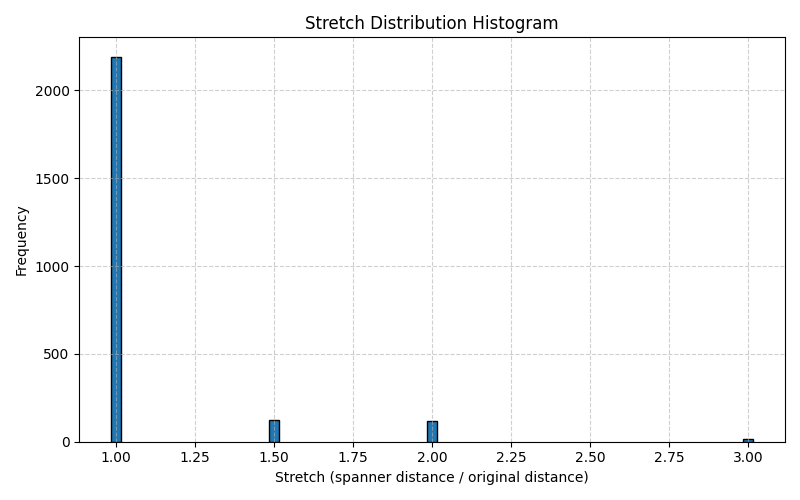 Stretch Distribution Histogram
Frequency
2000
1500
1000
500
0
1.00 1.25 1.50 1.75 2.00 2.25 2.50 2.75 3.00
Stretch (spanner distance / original distance)